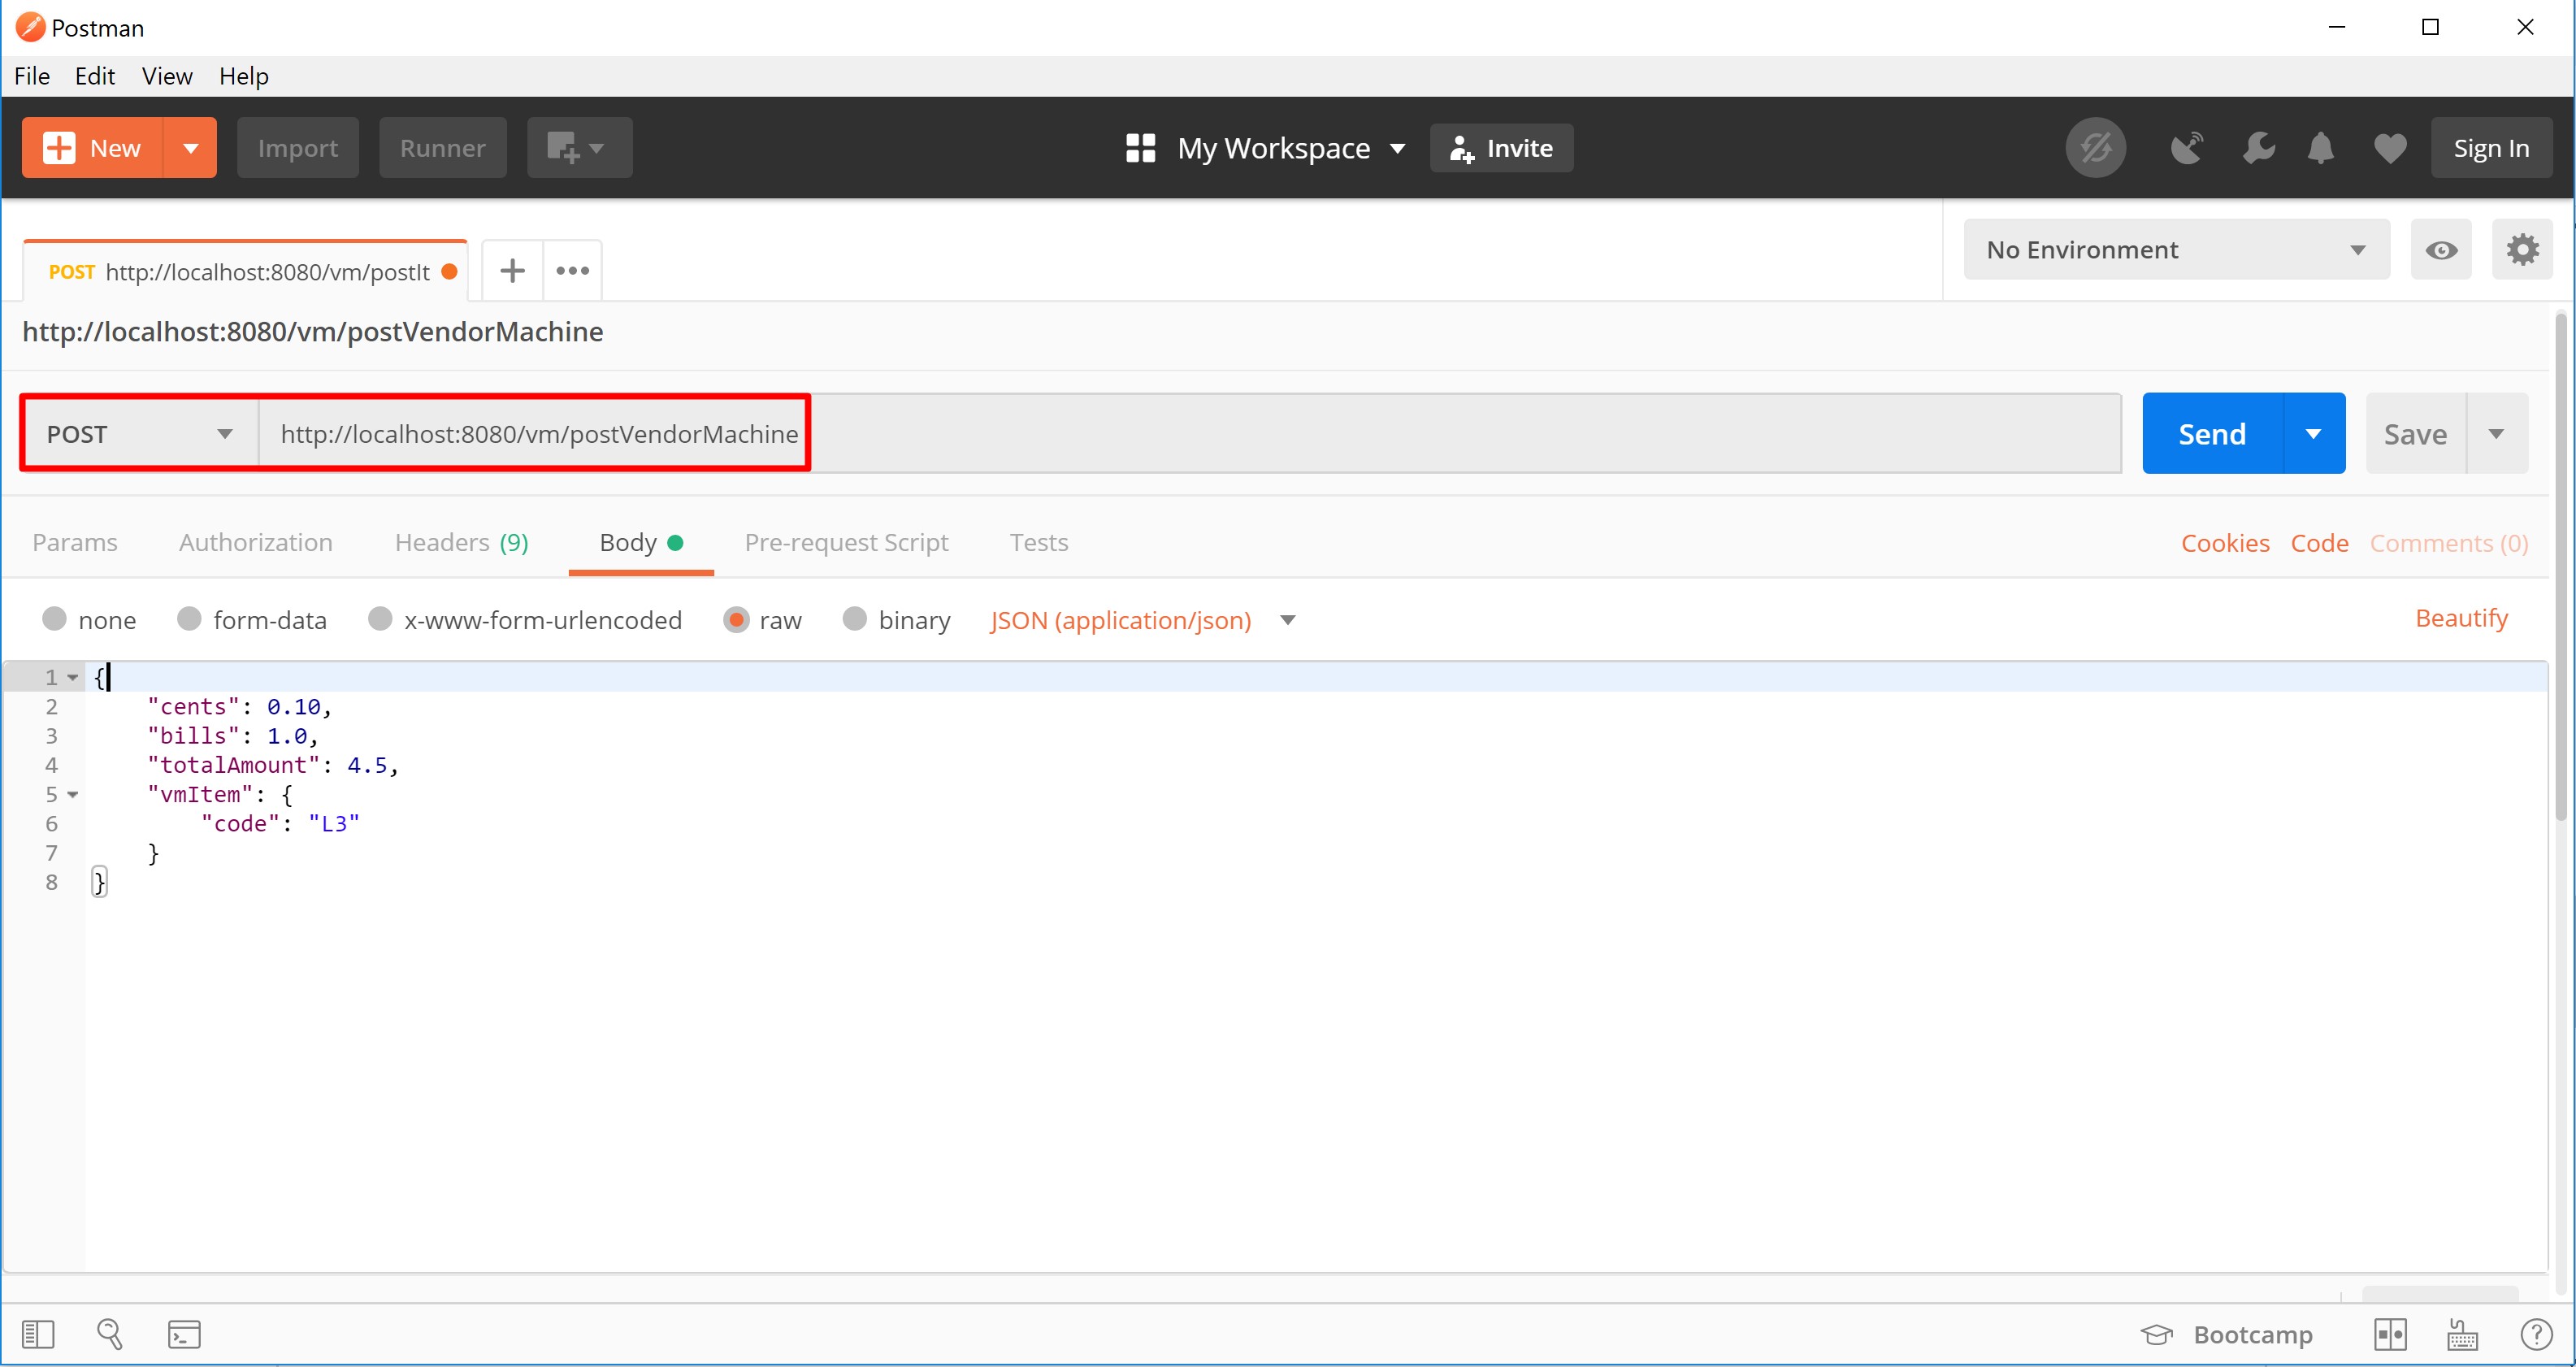 Postman
File Edit View Help
New Import Runner My Workspace Invite Sign In
POST http://localhost:8080/vm/postIt No Environment
http://localhost:8080/vm/postVendorMachine
POST http://localhost:8080/vm/postVendorMachine Send Save
Params Authorization Headers (9) Body Pre-request Script Tests Cookies Code Comments (0)
none form-data x-www-form-urlencoded raw binary JSON (application/json) Beautify
1 {
2 "cents": 0.10,
3 "bills": 1.0,
4 "totalAmount": 4.5,
5 "vmItem": {
6 "code": "L3"
7 }
8 }
Bootcamp